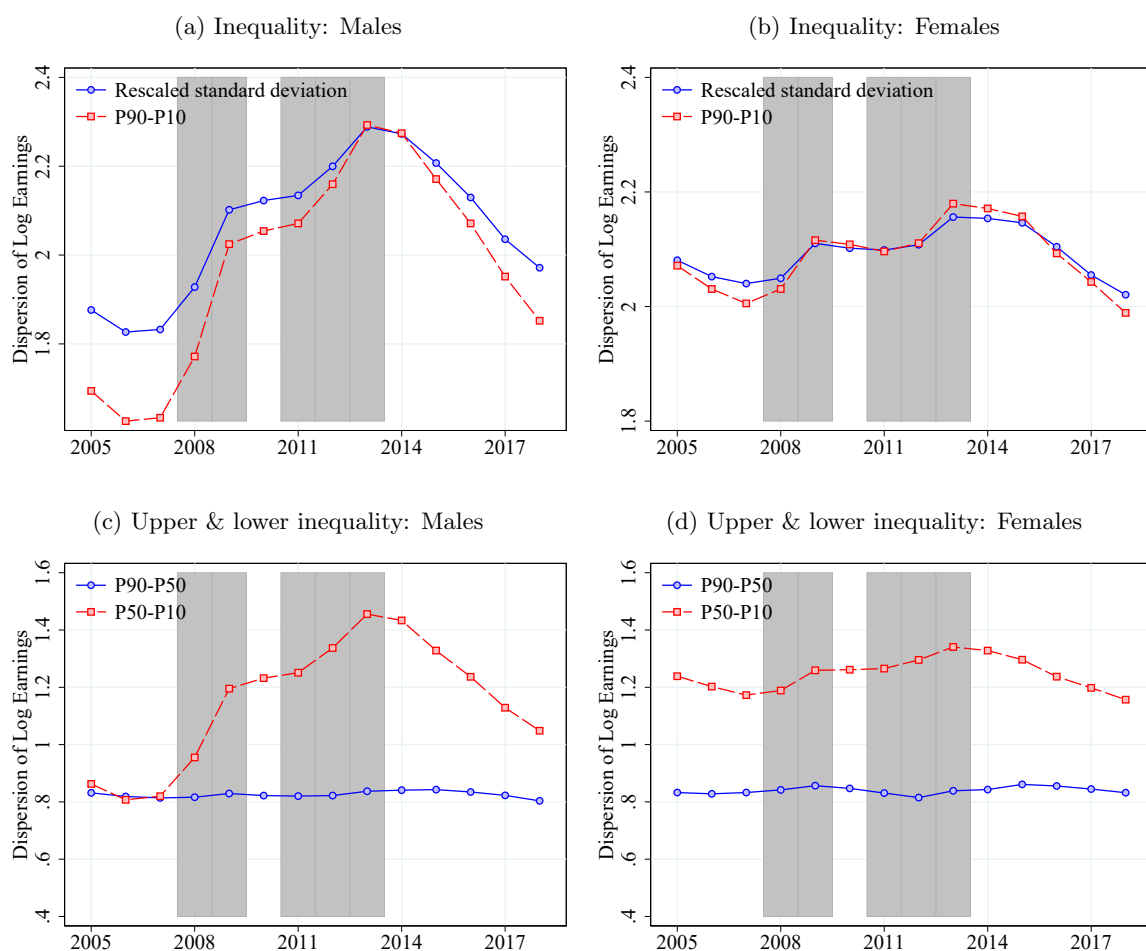 (a) Inequality: Males
Dispersion of Log Earnings
2.4
2.2
2
1.8
Rescaled standard deviation
P90-P10
2005 2008 2011 2014 2017
(b) Inequality: Females
Dispersion of Log Earnings
2.4
2.2
2
1.8
Rescaled standard deviation
P90-P10
2005 2008 2011 2014 2017
(c) Upper & lower inequality: Males
Dispersion of Log Earnings
1.6
1.4
1.2
1
.8
.6
.4
P90-P50
P50-P10
2005 2008 2011 2014 2017
(d) Upper & lower inequality: Females
Dispersion of Log Earnings
1.6
1.4
1.2
1
.8
.6
.4
P90-P50
P50-P10
2005 2008 2011 2014 2017